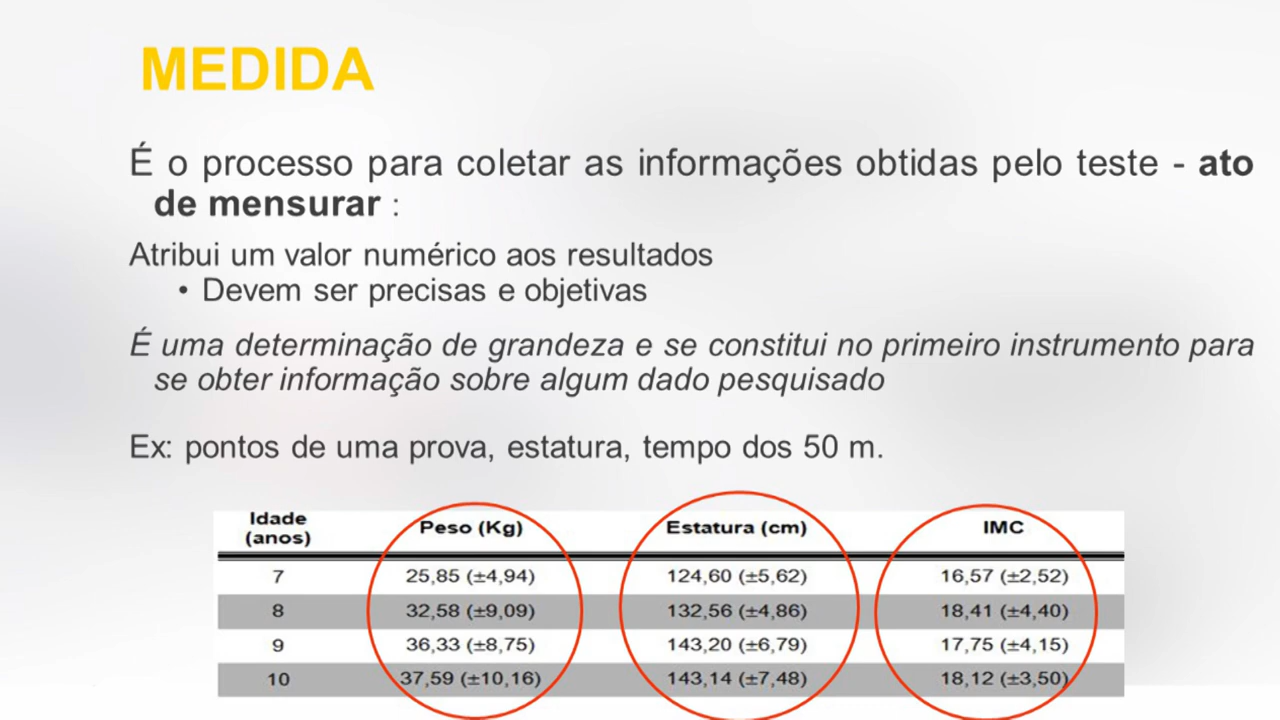 MEDIDA
É o processo para coletar as informações obtidas pelo teste - ato
de mensurar :
Atribui um valor numérico aos resultados
• Devem ser precisas e objetivas
É uma determinação de grandeza e se constitui no primeiro instrumento para
se obter informação sobre algum dado pesquisado
Ex: pontos de uma prova, estatura, tempo dos 50 m.
Idade (anos) Peso (Kg) Estatura (cm) IMC
7 25,85 (±4,94) 124,60 (±5,62) 16,57 (±2,52)
8 32,58 (±9,09) 132,56 (±4,86) 18,41 (±4,40)
9 36,33 (±8,75) 143,20 (±6,79) 17,75 (±4,15)
10 37,59 (±10,16) 143,14 (±7,48) 18,12 (±3,50)